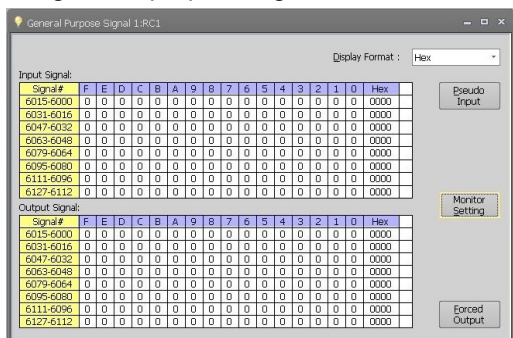 General Purpose Signal 1:RC1
Display Format : Hex
Input Signal:
Signal# F E D C B A 9 8 7 6 5 4 3 2 1 0 Hex
6015-6000 0 0 0 0 0 0 0 0 0 0 0 0 0 0 0 0 0000
6031-6016 0 0 0 0 0 0 0 0 0 0 0 0 0 0 0 0 0000
6047-6032 0 0 0 0 0 0 0 0 0 0 0 0 0 0 0 0 0000
6063-6048 0 0 0 0 0 0 0 0 0 0 0 0 0 0 0 0 0000
6079-6064 0 0 0 0 0 0 0 0 0 0 0 0 0 0 0 0 0000
6095-6080 0 0 0 0 0 0 0 0 0 0 0 0 0 0 0 0 0000
6111-6096 0 0 0 0 0 0 0 0 0 0 0 0 0 0 0 0 0000
6127-6112 0 0 0 0 0 0 0 0 0 0 0 0 0 0 0 0 0000
Pseudo
Input
Output Signal:
Signal# F E D C B A 9 8 7 6 5 4 3 2 1 0 Hex
6015-6000 0 0 0 0 0 0 0 0 0 0 0 0 0 0 0 0 0000
6031-6016 0 0 0 0 0 0 0 0 0 0 0 0 0 0 0 0 0000
6047-6032 0 0 0 0 0 0 0 0 0 0 0 0 0 0 0 0 0000
6063-6048 0 0 0 0 0 0 0 0 0 0 0 0 0 0 0 0 0000
6079-6064 0 0 0 0 0 0 0 0 0 0 0 0 0 0 0 0 0000
6095-6080 0 0 0 0 0 0 0 0 0 0 0 0 0 0 0 0 0000
6111-6096 0 0 0 0 0 0 0 0 0 0 0 0 0 0 0 0 0000
6127-6112 0 0 0 0 0 0 0 0 0 0 0 0 0 0 0 0 0000
Monitor
Setting
Forced
Output